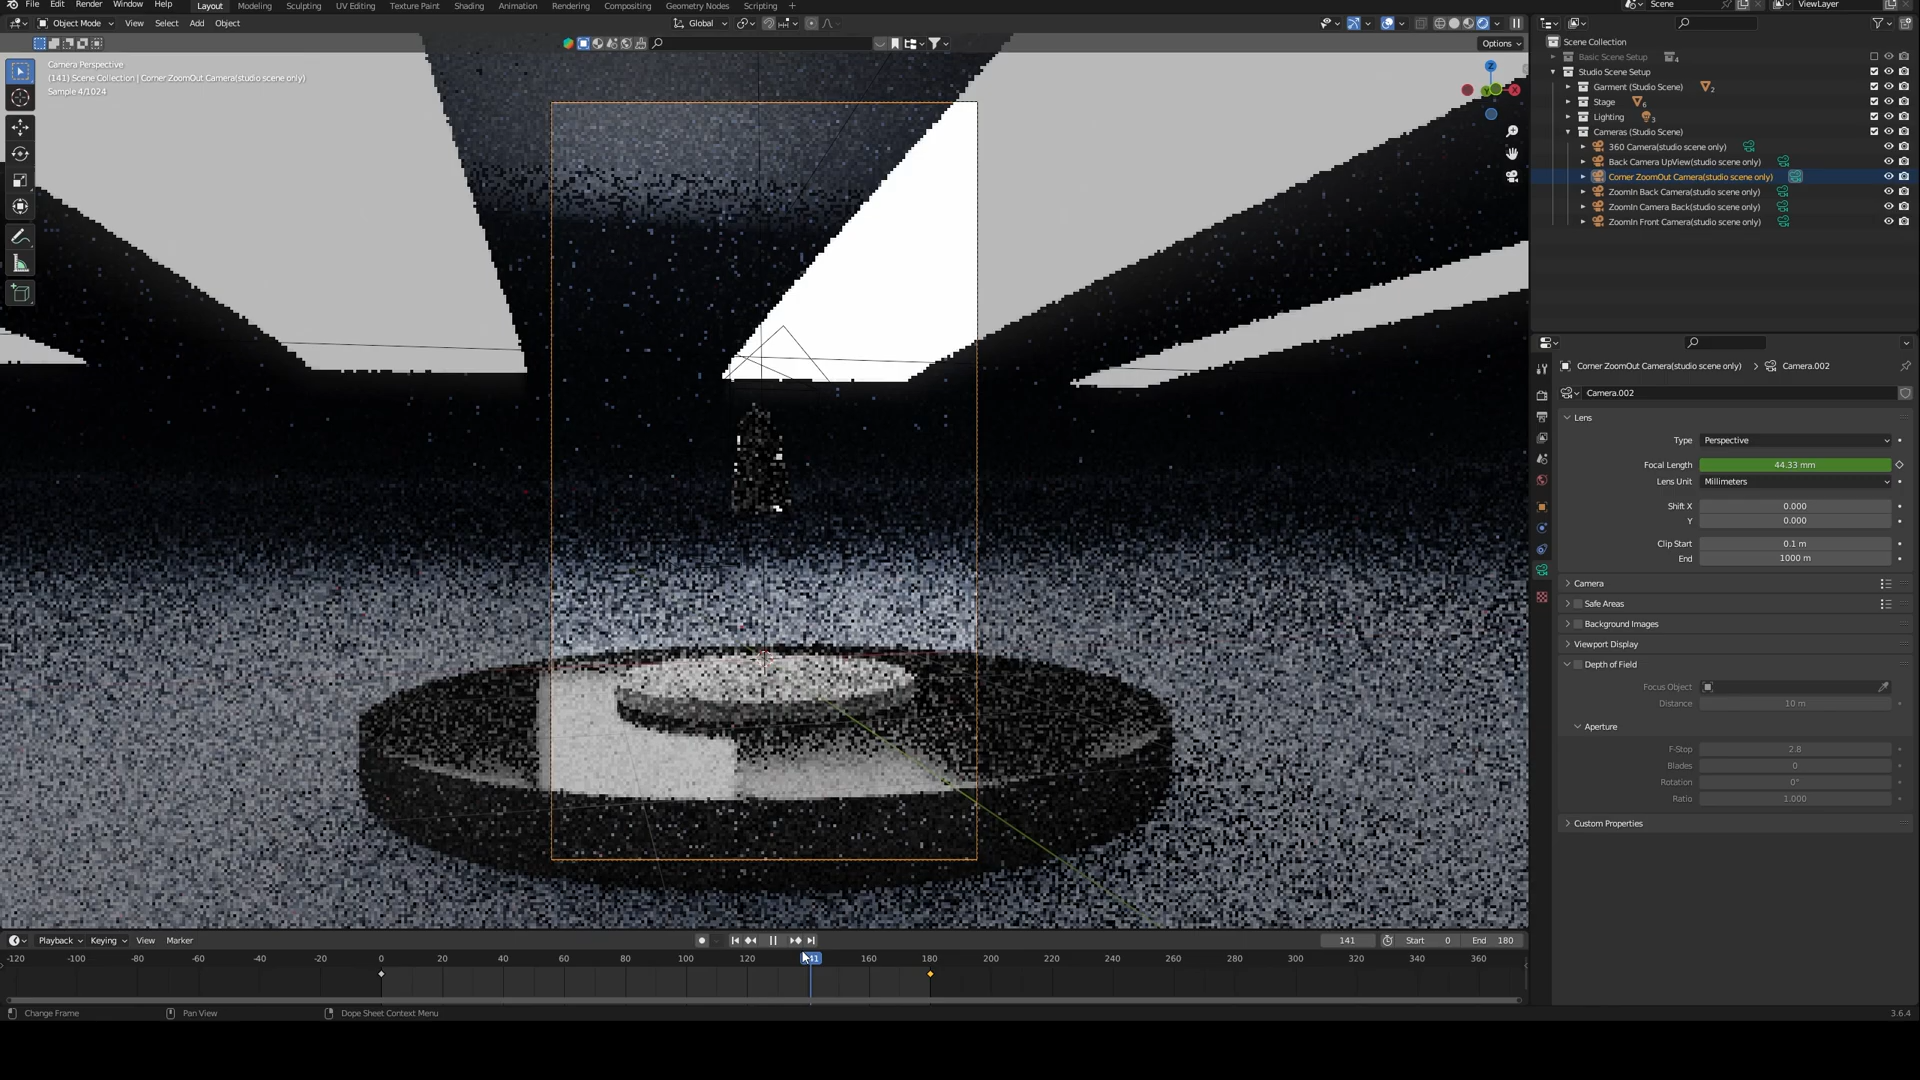 File Edit Render Window Help Layout Modeling Sculpting UV Editing Texture Paint Shading Animation Rendering Compositing Geometry Nodes Scripting + Scene ViewLayer
Object Mode View Select Add Object Global
Options
Camera Perspective
(141) Scene Collection | Corner ZoomOut Camera(studio scene only)
Sample 4/1024
Z
X
Y
Scene Collection
Basic Scene Setup 4
Studio Scene Setup
Garment (Studio Scene) 2
Stage 6
Lighting 3
Cameras (Studio Scene)
360 Camera(studio scene only)
Back Camera UpView(studio scene only)
Corner ZoomOut Camera(studio scene only)
ZoomIn Back Camera(studio scene only)
ZoomIn Camera Back(studio scene only)
ZoomIn Front Camera(studio scene only)
Corner ZoomOut Camera(studio scene only) > Camera.002
Camera.002
Lens
Type Perspective
Focal Length 44.33 mm
Lens Unit Millimeters
Shift X 0.000
Y 0.000
Clip Start 0.1 m
End 1000 m
Camera
Safe Areas
Background Images
Viewport Display
Depth of Field
Focus Object
Distance 10 m
Aperture
F-Stop 2.8
Blades 0
Rotation 0°
Ratio 1.000
Custom Properties
Playback Keying View Marker 141 Start 0 End 180
-120 -100 -80 -60 -40 -20 0 20 40 60 80 100 120 141 160 180 200 220 240 260 280 300 320 340 360
Change Frame Pan View Dope Sheet Context Menu 3.6.4